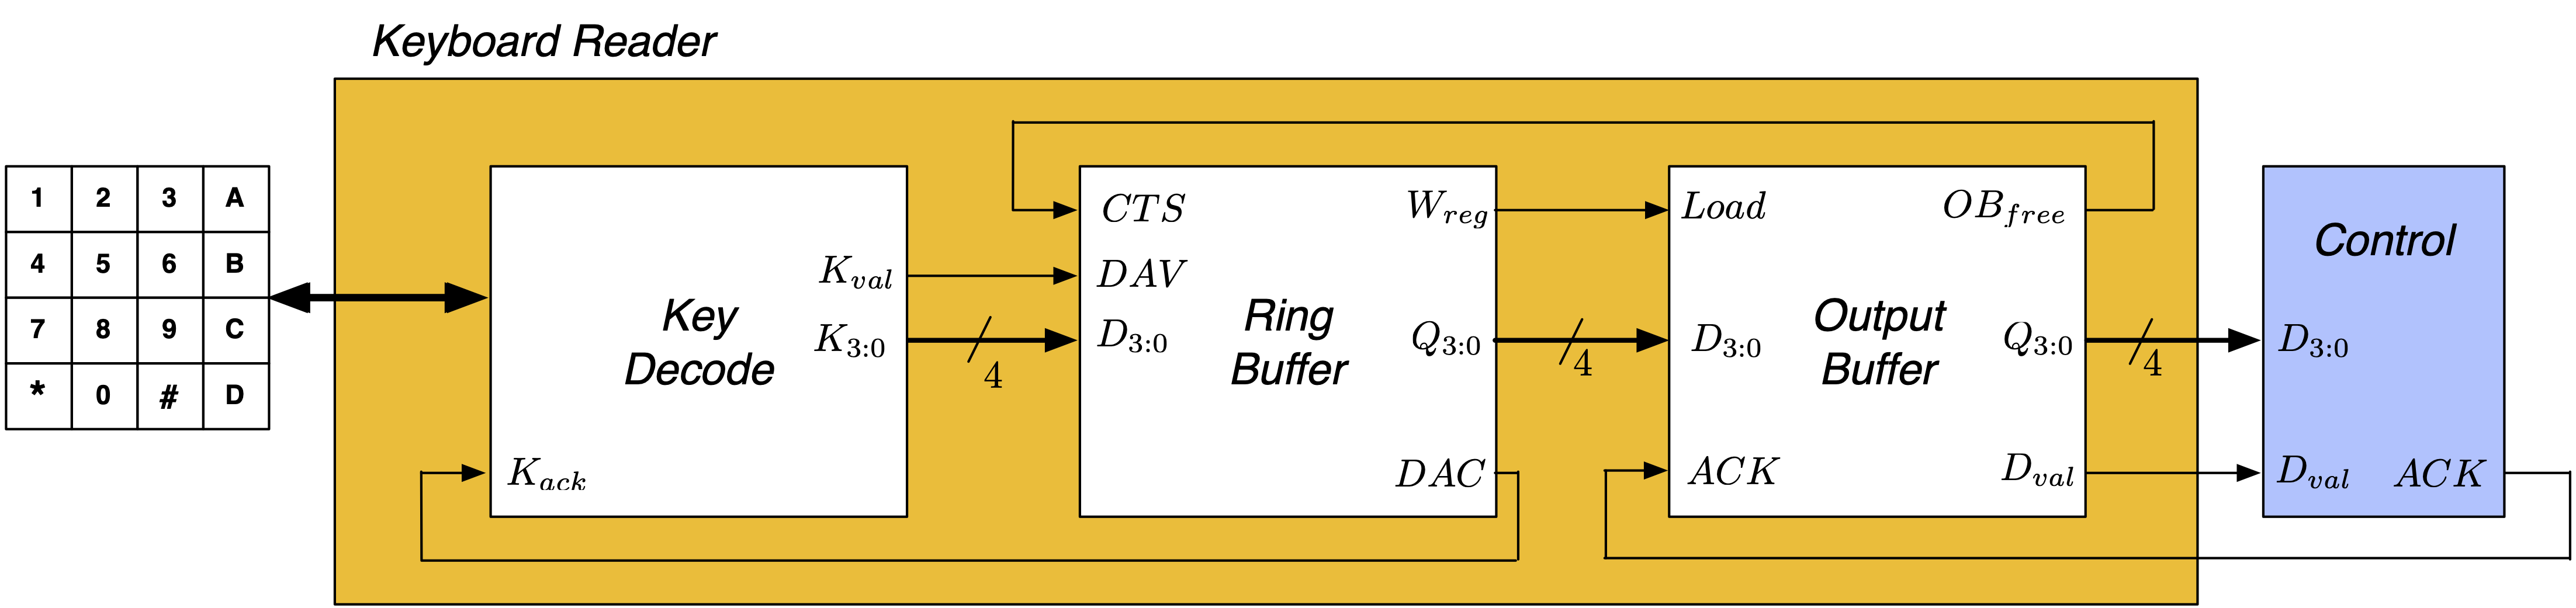 Keyboard Reader
1 2 3 A
4 5 6 B
7 8 9 C
* 0 # D
Key
Decode
K_{val}
K_{3:0}
K_{ack}
4
CTS
DAV
D_{3:0}
Ring
Buffer
W_{reg}
Q_{3:0}
DAC
4
Load
D_{3:0}
ACK
Output
Buffer
OB_{free}
Q_{3:0}
D_{val}
4
Control
D_{3:0}
D_{val} ACK